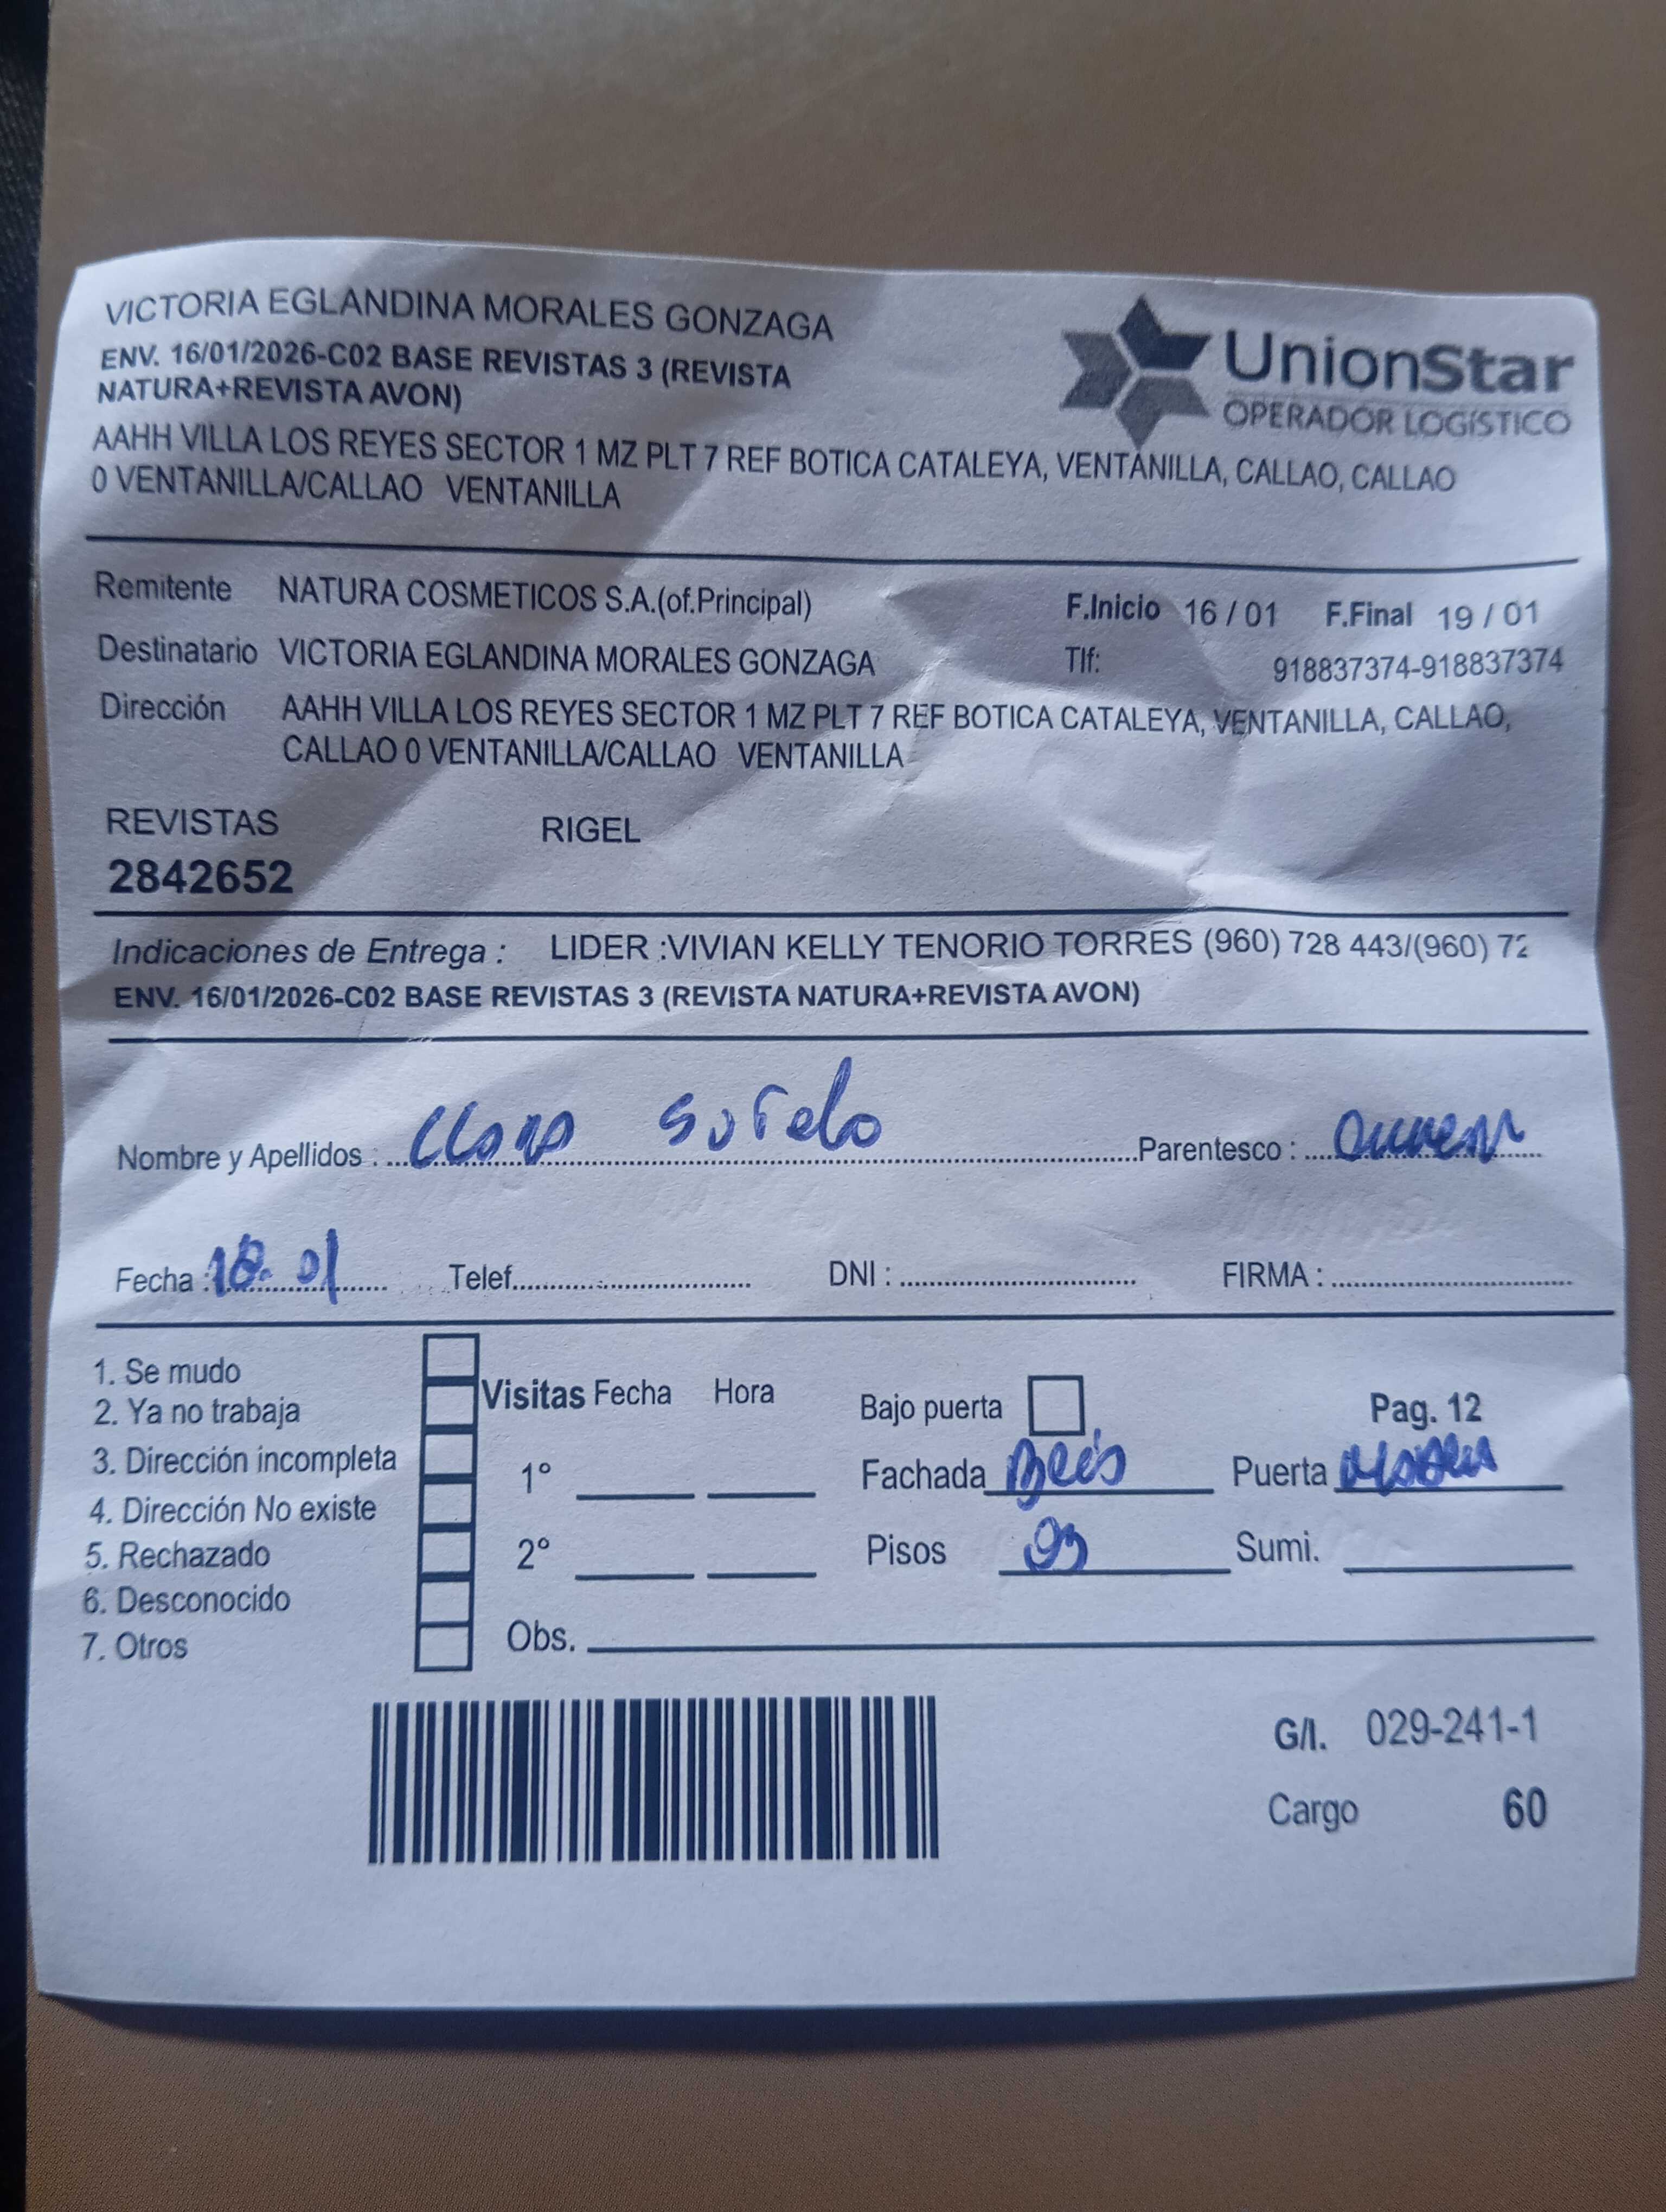 VICTORIA EGLANDINA MORALES GONZAGA
ENV. 16/01/2026-C02 BASE REVISTAS 3 (REVISTA
NATURA+REVISTA AVON)
UnionStar
OPERADOR LOGÍSTICO
AAHH VILLA LOS REYES SECTOR 1 MZ PLT 7 REF BOTICA CATALEYA, VENTANILLA, CALLAO, CALLAO
0 VENTANILLA/CALLAO VENTANILLA
Remitente NATURA COSMETICOS S.A.(of.Principal) F.Inicio 16 / 01 F.Final 19 / 01
Destinatario VICTORIA EGLANDINA MORALES GONZAGA Tlf: 918837374-918837374
Dirección AAHH VILLA LOS REYES SECTOR 1 MZ PLT 7 REF BOTICA CATALEYA, VENTANILLA, CALLAO,
CALLAO 0 VENTANILLA/CALLAO VENTANILLA
REVISTAS RIGEL
2842652
Indicaciones de Entrega : LIDER :VIVIAN KELLY TENORIO TORRES (960) 728 443/(960) 72
ENV. 16/01/2026-C02 BASE REVISTAS 3 (REVISTA NATURA+REVISTA AVON)
Nombre y Apellidos : Sotelo Parentesco :
Fecha : 18. 01 Telef. DNI : FIRMA :
1. Se mudo
2. Ya no trabaja
3. Dirección incompleta
4. Dirección No existe
5. Rechazado
6. Desconocido
7. Otros
Visitas Fecha Hora
1°
2°
Obs.
Bajo puerta Pag. 12
Fachada Puerta
Pisos Sumi.
G/I. 029-241-1
Cargo 60